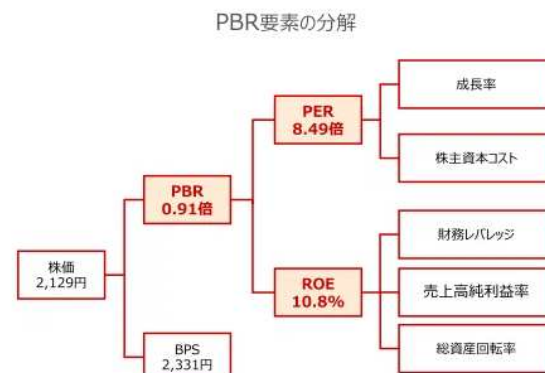 PBR要素の分解
成長率
PER
8.49倍
株主資本コスト
PBR
0.91倍
財務レバレッジ
株価
2,129円
ROE
10.8%
売上高純利益率
BPS
2,331円
総資産回転率